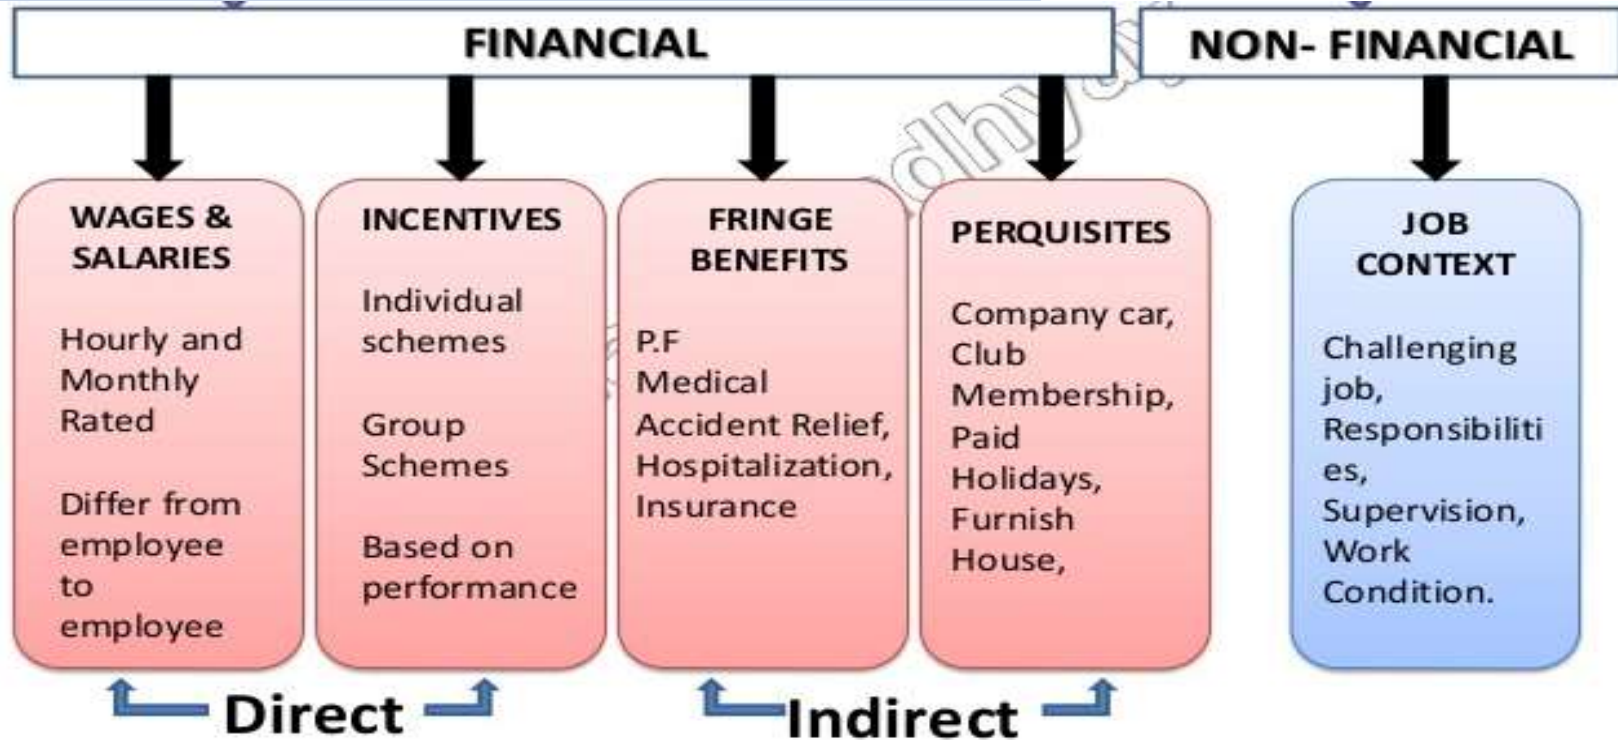 FINANCIAL
NON- FINANCIAL
WAGES &
SALARIES
Hourly and
Monthly
Rated
Differ from
employee
to
employee
INCENTIVES
Individual
schemes
Group
Schemes
Based on
performance
FRINGE
BENEFITS
P.F
Medical
Accident Relief,
Hospitalization,
Insurance
PERQUISITES
Company car,
Club
Membership,
Paid
Holidays,
Furnish
House,
JOB
CONTEXT
Challenging
job,
Responsibiliti
es,
Supervision,
Work
Condition.
Direct
Indirect